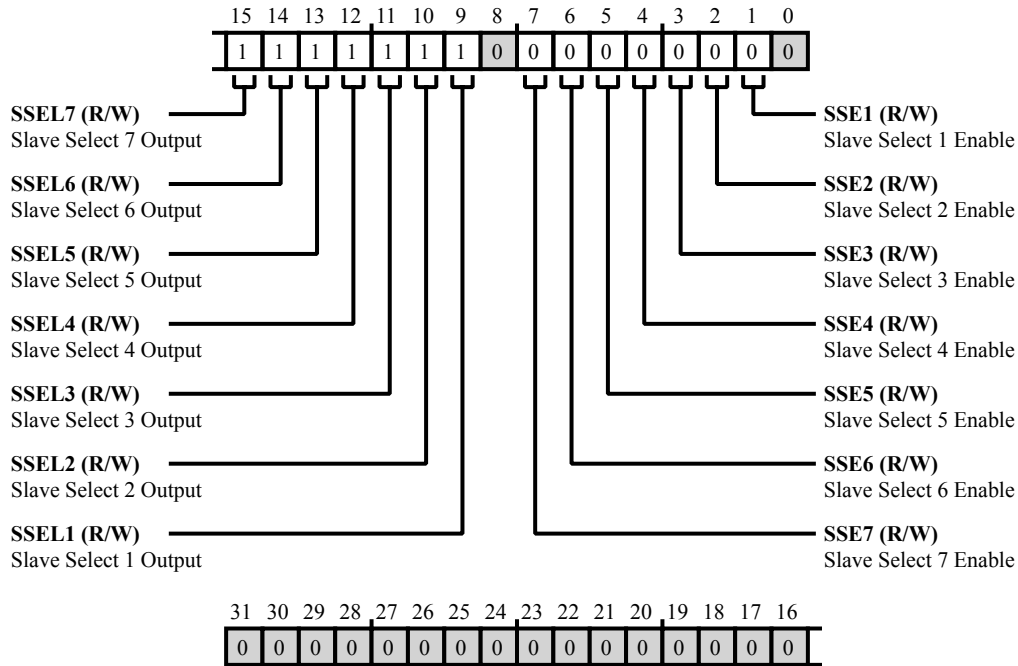 15 14 13 12 11 10 9 8 7 6 5 4 3 2 1 0
1 1 1 1 1 1 1 0 0 0 0 0 0 0 0 0
SSEL7 (R/W)
Slave Select 7 Output
SSEL6 (R/W)
Slave Select 6 Output
SSEL5 (R/W)
Slave Select 5 Output
SSEL4 (R/W)
Slave Select 4 Output
SSEL3 (R/W)
Slave Select 3 Output
SSEL2 (R/W)
Slave Select 2 Output
SSEL1 (R/W)
Slave Select 1 Output
SSE1 (R/W)
Slave Select 1 Enable
SSE2 (R/W)
Slave Select 2 Enable
SSE3 (R/W)
Slave Select 3 Enable
SSE4 (R/W)
Slave Select 4 Enable
SSE5 (R/W)
Slave Select 5 Enable
SSE6 (R/W)
Slave Select 6 Enable
SSE7 (R/W)
Slave Select 7 Enable
31 30 29 28 27 26 25 24 23 22 21 20 19 18 17 16
0 0 0 0 0 0 0 0 0 0 0 0 0 0 0 0